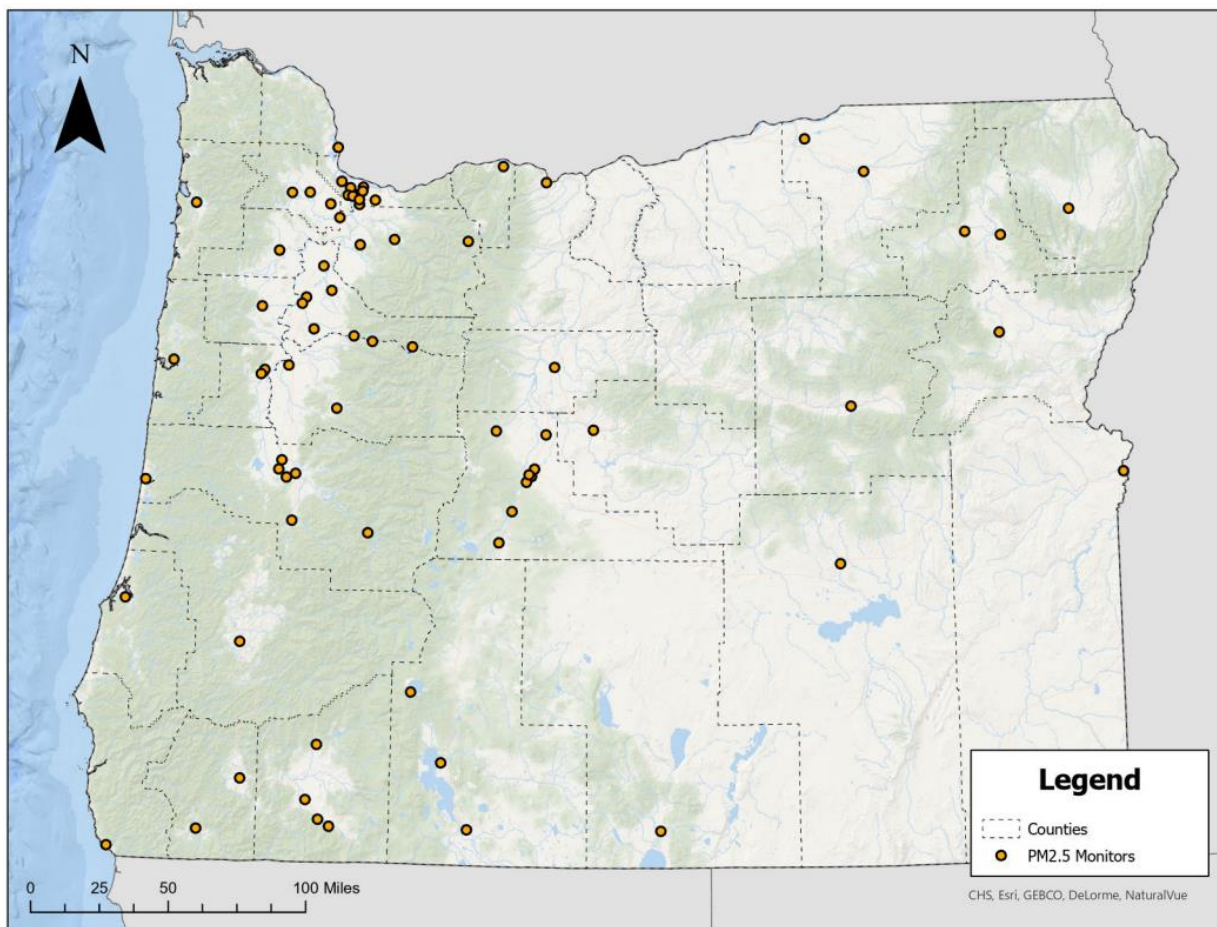 N
Legend
Counties
PM2.5 Monitors
0 25 50 100 Miles
CHS, Esri, GEBCO, DeLorme, NaturalVue